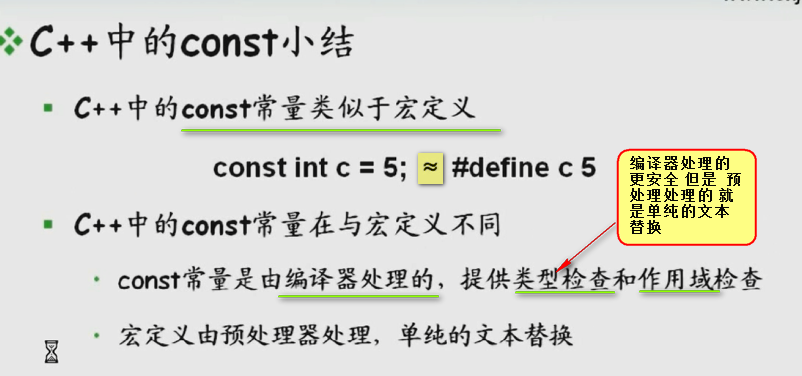 C++中的const小结
C++中的const常量类似于宏定义
const int c = 5; ≈ #define c 5
C++中的const常量在与宏定义不同
const常量是由编译器处理的，提供类型检查和作用域检查
宏定义由预处理器处理，单纯的文本替换
编译器处理的
更安全 但是 预
处理处理的 就
是单纯的文本
替换